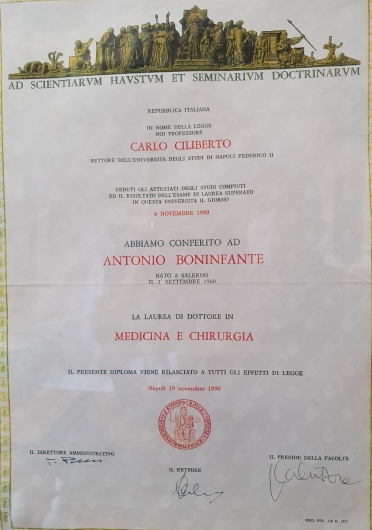 AD SCIENTIARVM HAVSTVM ET SEMINARIVM DOCTRINARVM
REPUBBLICA ITALIANA
IN NOME DELLA LEGGE
NOI PROFESSORE
CARLO CILIBERTO
RETTORE DELL'UNIVERSITÀ DEGLI STUDI DI NAPOLI FEDERICO II
VEDUTI GLI ATTESTATI DEGLI STUDI COMPIUTI
ED IL RISULTATO DELL'ESAME DI LAUREA SUPERATO
IN QUESTA UNIVERSITÀ IL GIORNO
6 NOVEMBRE 1990
ABBIAMO CONFERITO AD
ANTONIO BONINFANTE
NATO A SALERNO
IL 1° SETTEMBRE 1960
LA LAUREA DI DOTTORE IN
MEDICINA E CHIRURGIA
IL PRESENTE DIPLOMA VIENE RILASCIATO A TUTTI GLI EFFETTI DI LEGGE
Napoli 19 novembre 1990
IL DIRETTORE AMMINISTRATIVO
IL RETTORE
IL PRESIDE DELLA FACOLTÀ